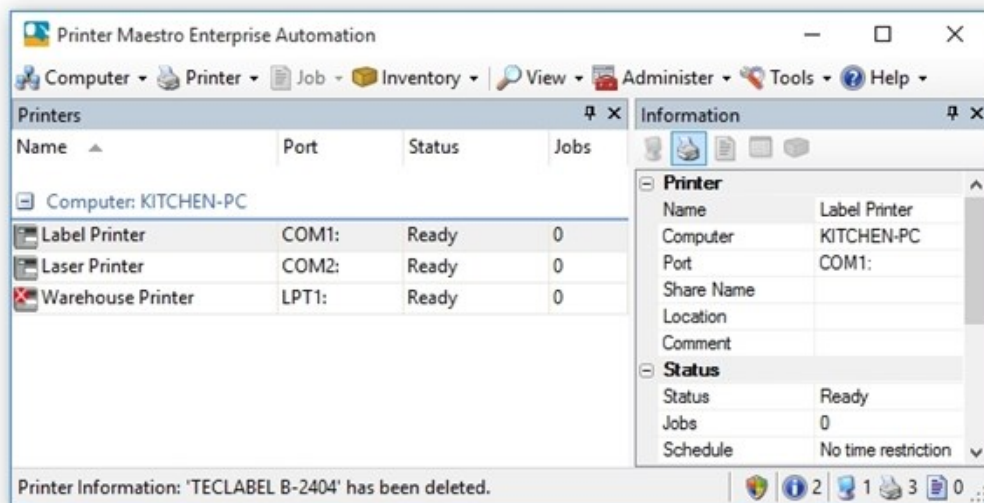 Printer Maestro Enterprise Automation
Computer Printer Job Inventory View Administer Tools Help
Printers
Name Port Status Jobs
Computer: KITCHEN-PC
Label Printer COM1: Ready 0
Laser Printer COM2: Ready 0
Warehouse Printer LPT1: Ready 0
Information
Printer
Name Label Printer
Computer KITCHEN-PC
Port COM1:
Share Name
Location
Comment
Status
Status Ready
Jobs 0
Schedule No time restriction
Printer Information: 'TECLABEL B-2404' has been deleted.
2 1 3 0